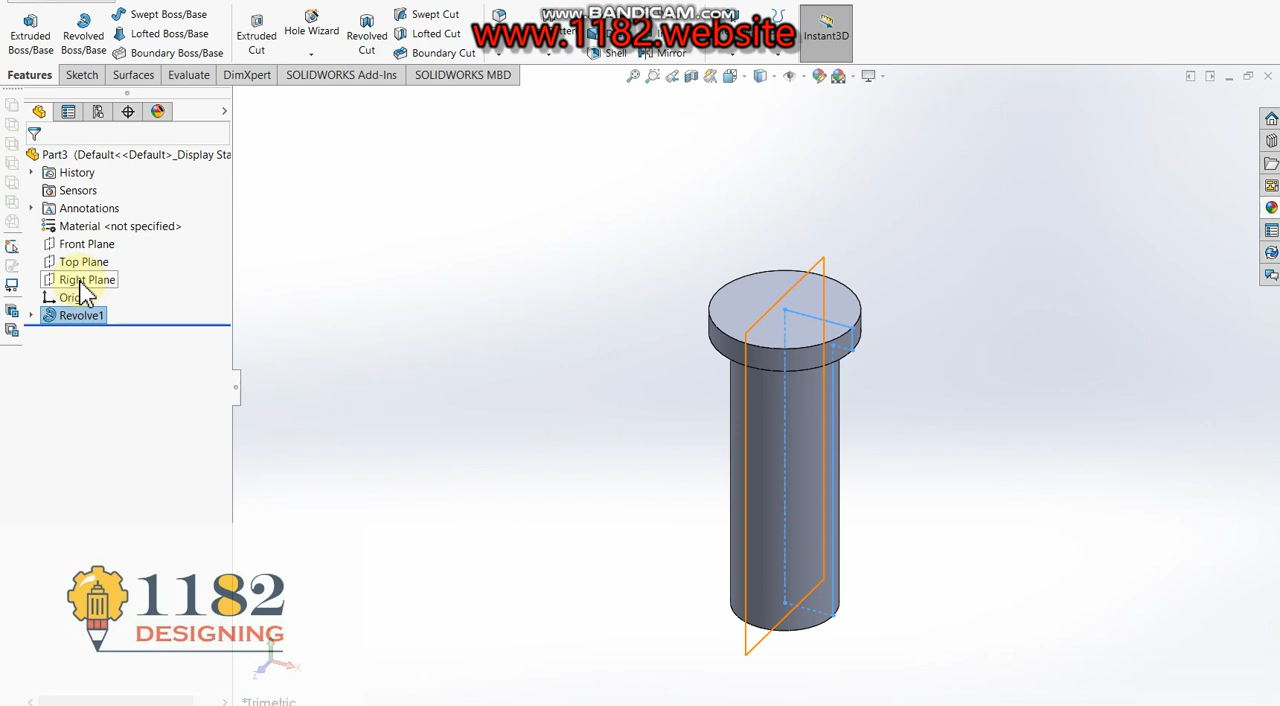 Extruded Boss/Base
Revolved Boss/Base
Swept Boss/Base
Lofted Boss/Base
Boundary Boss/Base
Extruded Cut
Hole Wizard
Revolved Cut
Swept Cut
Lofted Cut
Boundary Cut
Shell
Mirror
Instant3D
www.BANDICAM.com
www.1182.website
Features
Sketch
Surfaces
Evaluate
DimXpert
SOLIDWORKS Add-Ins
SOLIDWORKS MBD
Part3 (Default<<Default>_Display Sta
History
Sensors
Annotations
Material <not specified>
Front Plane
Top Plane
Right Plane
Revolve1
1182
DESIGNING
X
Z
*Trimetric